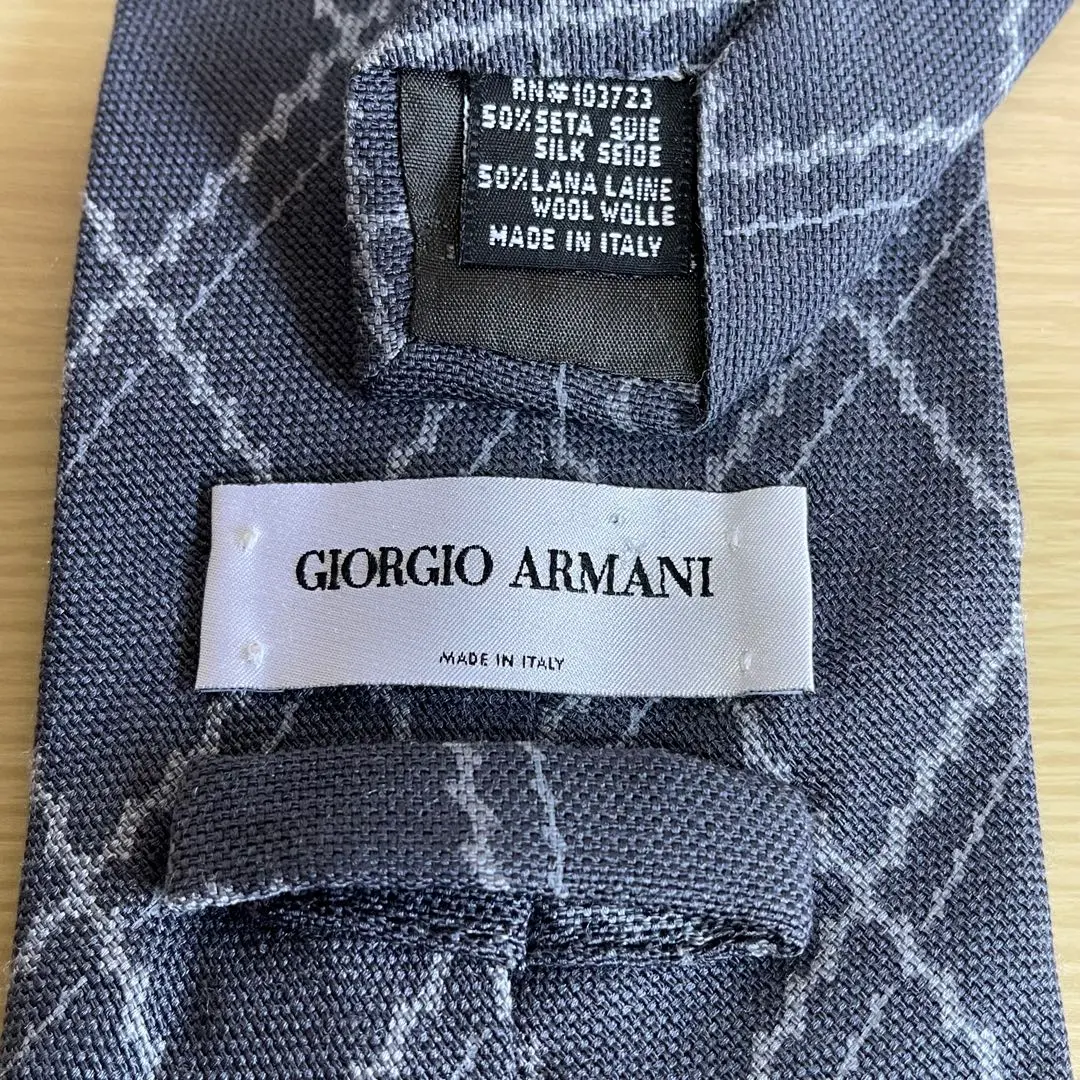 RN#103723
50%SETA SOIE
SILK SEIDE
50%LANA LAINE
WOOL WOLLE
MADE IN ITALY
GIORGIO ARMANI
MADE IN ITALY